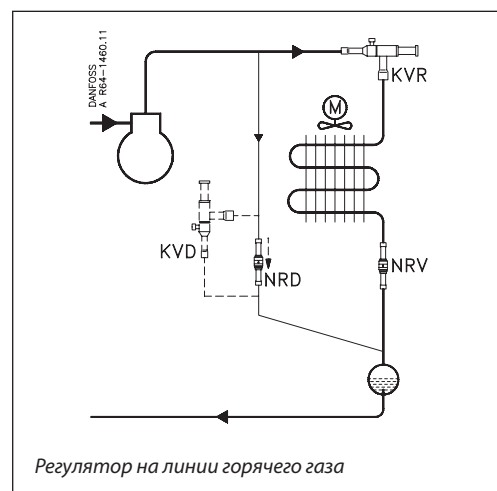 DANFOSS
A R64-1460.11
KVR
M
KVD
NRD
NRV
Регулятор на линии горячего газа